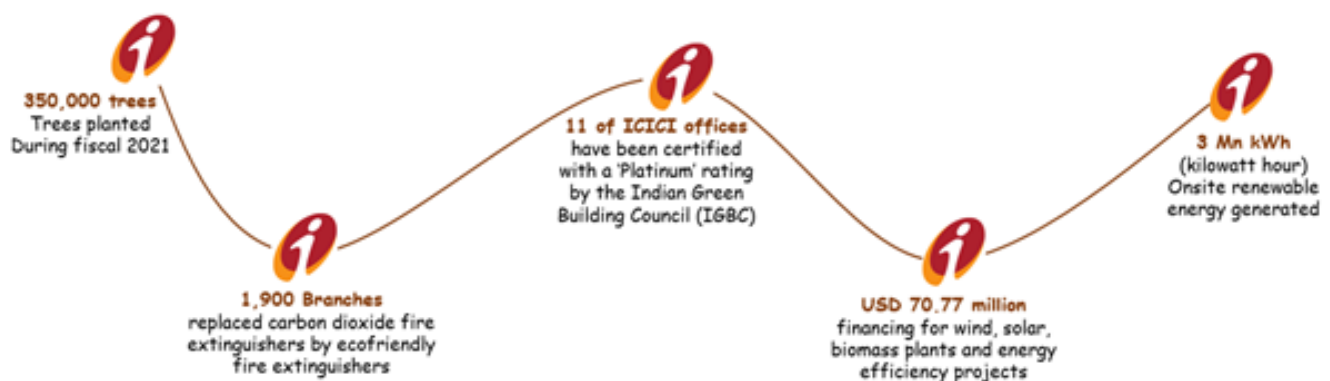 350,000 trees
Trees planted
During fiscal 2021
1,900 Branches
replaced carbon dioxide fire
extinguishers by ecofriendly
fire extinguishers
11 of ICICI offices
have been certified
with a 'Platinum' rating
by the Indian Green
Building Council (IGBC)
USD 70.77 million
financing for wind, solar,
biomass plants and energy
efficiency projects
3 Mn kWh
(kilowatt hour)
Onsite renewable
energy generated